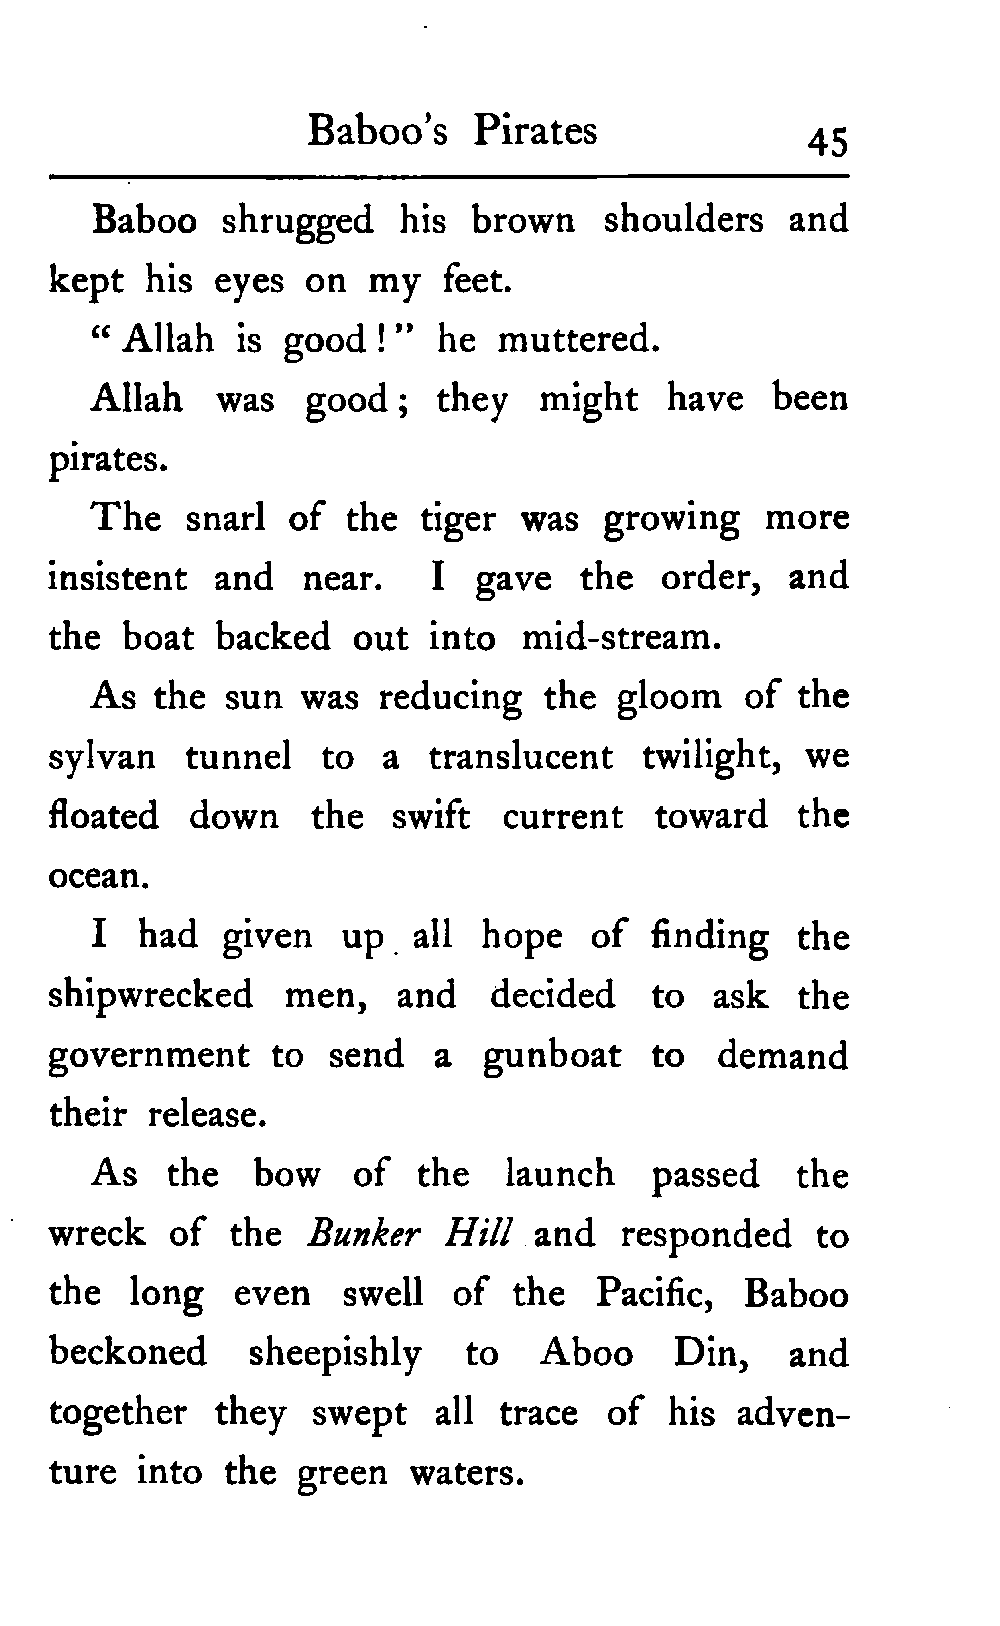 Baboo's Pirates 45
Baboo shrugged his brown shoulders and
kept his eyes on my feet.
" Allah is good ! " he muttered.
Allah was good ; they might have been
pirates.
The snarl of the tiger was growing more
insistent and near. I gave the order, and
the boat backed out into mid-stream.
As the sun was reducing the gloom of the
sylvan tunnel to a translucent twilight, we
floated down the swift current toward the
ocean.
I had given up all hope of finding the
shipwrecked men, and decided to ask the
government to send a gunboat to demand
their release.
As the bow of the launch passed the
wreck of the Bunker Hill and responded to
the long even swell of the Pacific, Baboo
beckoned sheepishly to Aboo Din, and
together they swept all trace of his adven-
ture into the green waters.